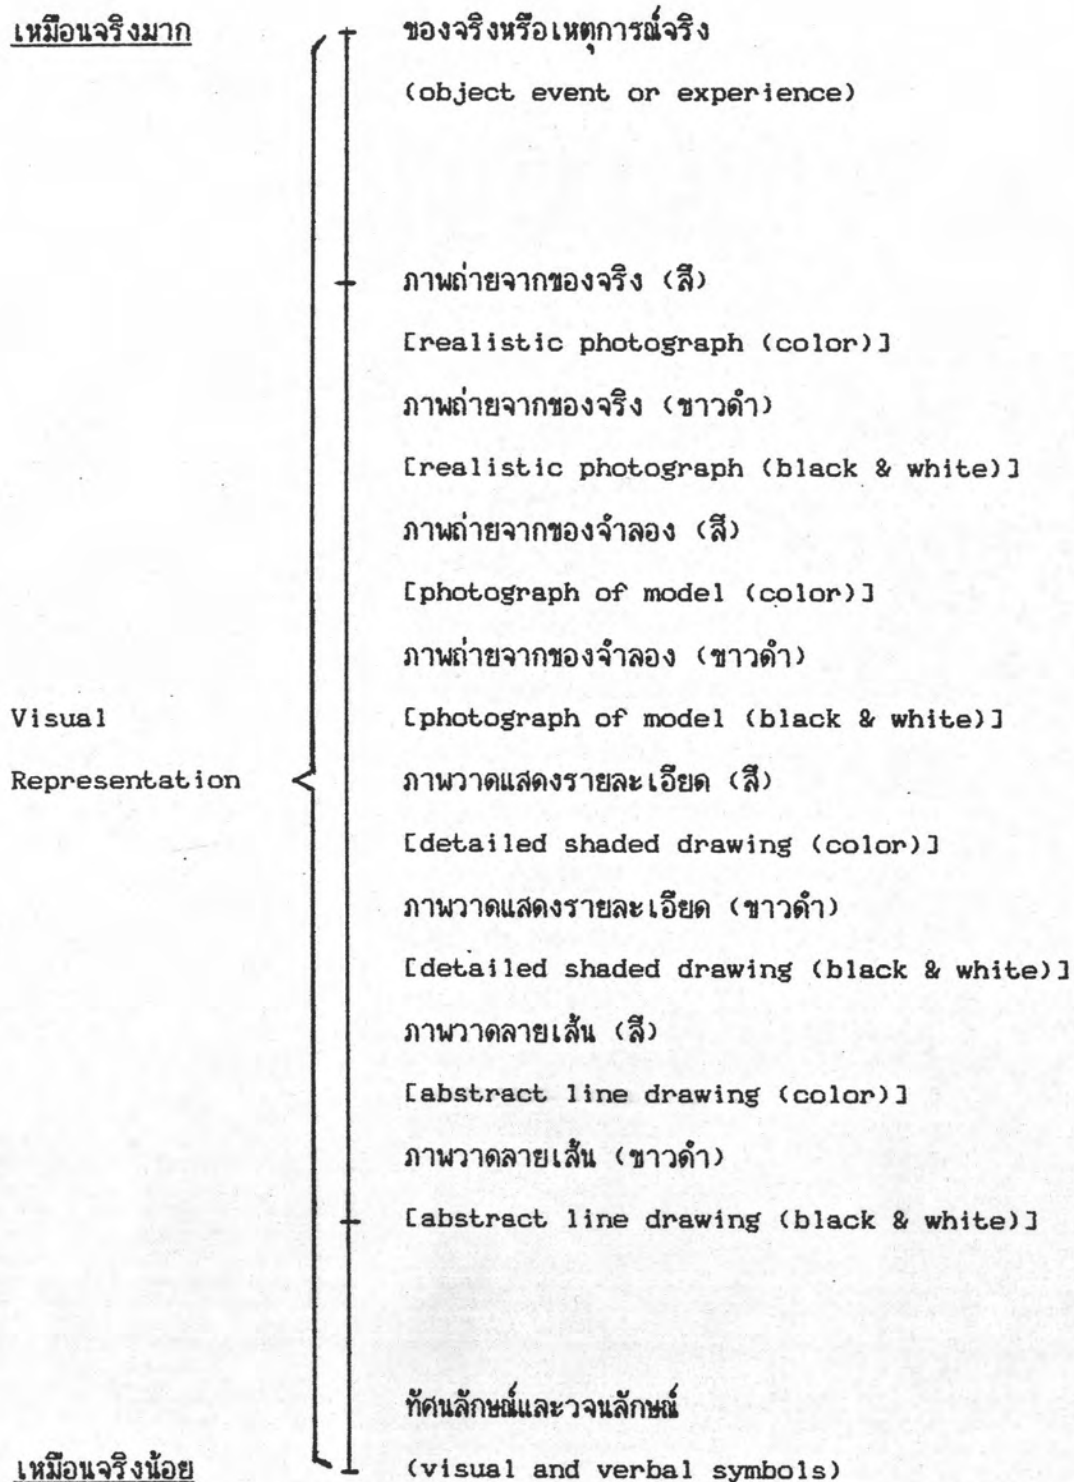 เหมือนจริงมาก ของจริงหรือเหตุการณ์จริง
(object event or experience)
ภาพถ่ายจากของจริง (สี)
[realistic photograph (color)]
ภาพถ่ายจากของจริง (ขาวดำ)
[realistic photograph (black & white)]
ภาพถ่ายจากของจำลอง (สี)
[photograph of model (color)]
ภาพถ่ายจากของจำลอง (ขาวดำ)
Visual [photograph of model (black & white)]
Representation ภาพวาดแสดงรายละเอียด (สี)
[detailed shaded drawing (color)]
ภาพวาดแสดงรายละเอียด (ขาวดำ)
[detailed shaded drawing (black & white)]
ภาพวาดลายเส้น (สี)
[abstract line drawing (color)]
ภาพวาดลายเส้น (ขาวดำ)
[abstract line drawing (black & white)]
ทัศนลักษณ์และวจนลักษณ์
เหมือนจริงน้อย (visual and verbal symbols)